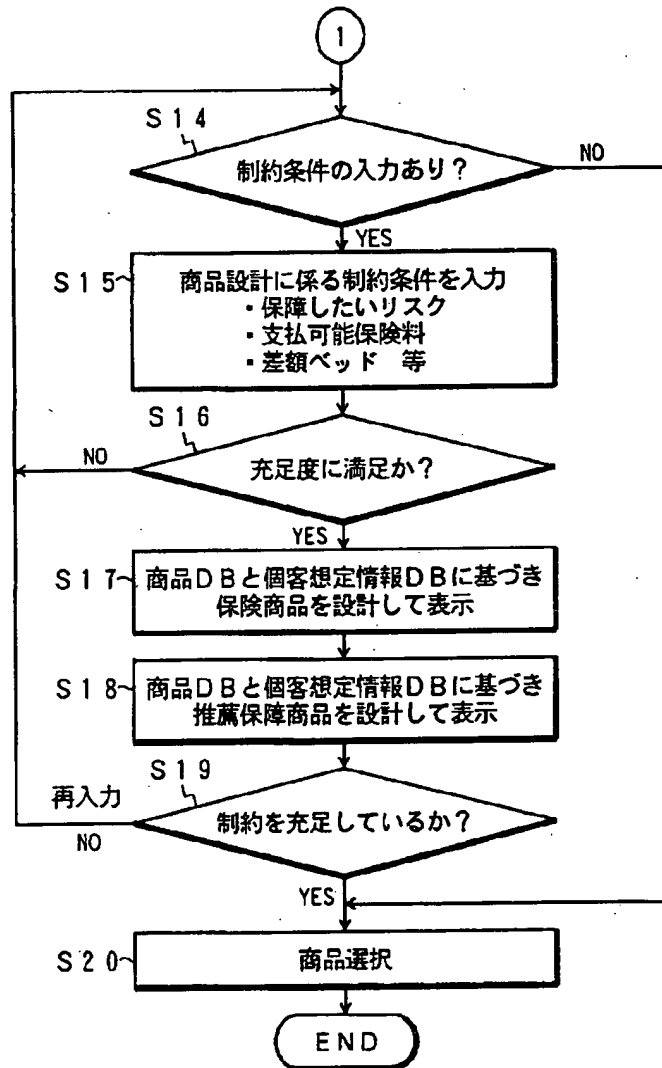 1
S14
制約条件の入力あり?
NO
YES
S15
商品設計に係る制約条件を入力
・保障したいリスク
・支払可能保険料
・差額ベッド 等
S16
NO
充足度に満足か?
YES
S17
商品DBと個客想定情報DBに基づき
保険商品を設計して表示
S18
商品DBと個客想定情報DBに基づき
推薦保障商品を設計して表示
S19
再入力
制約を充足しているか?
NO
YES
S20
商品選択
END